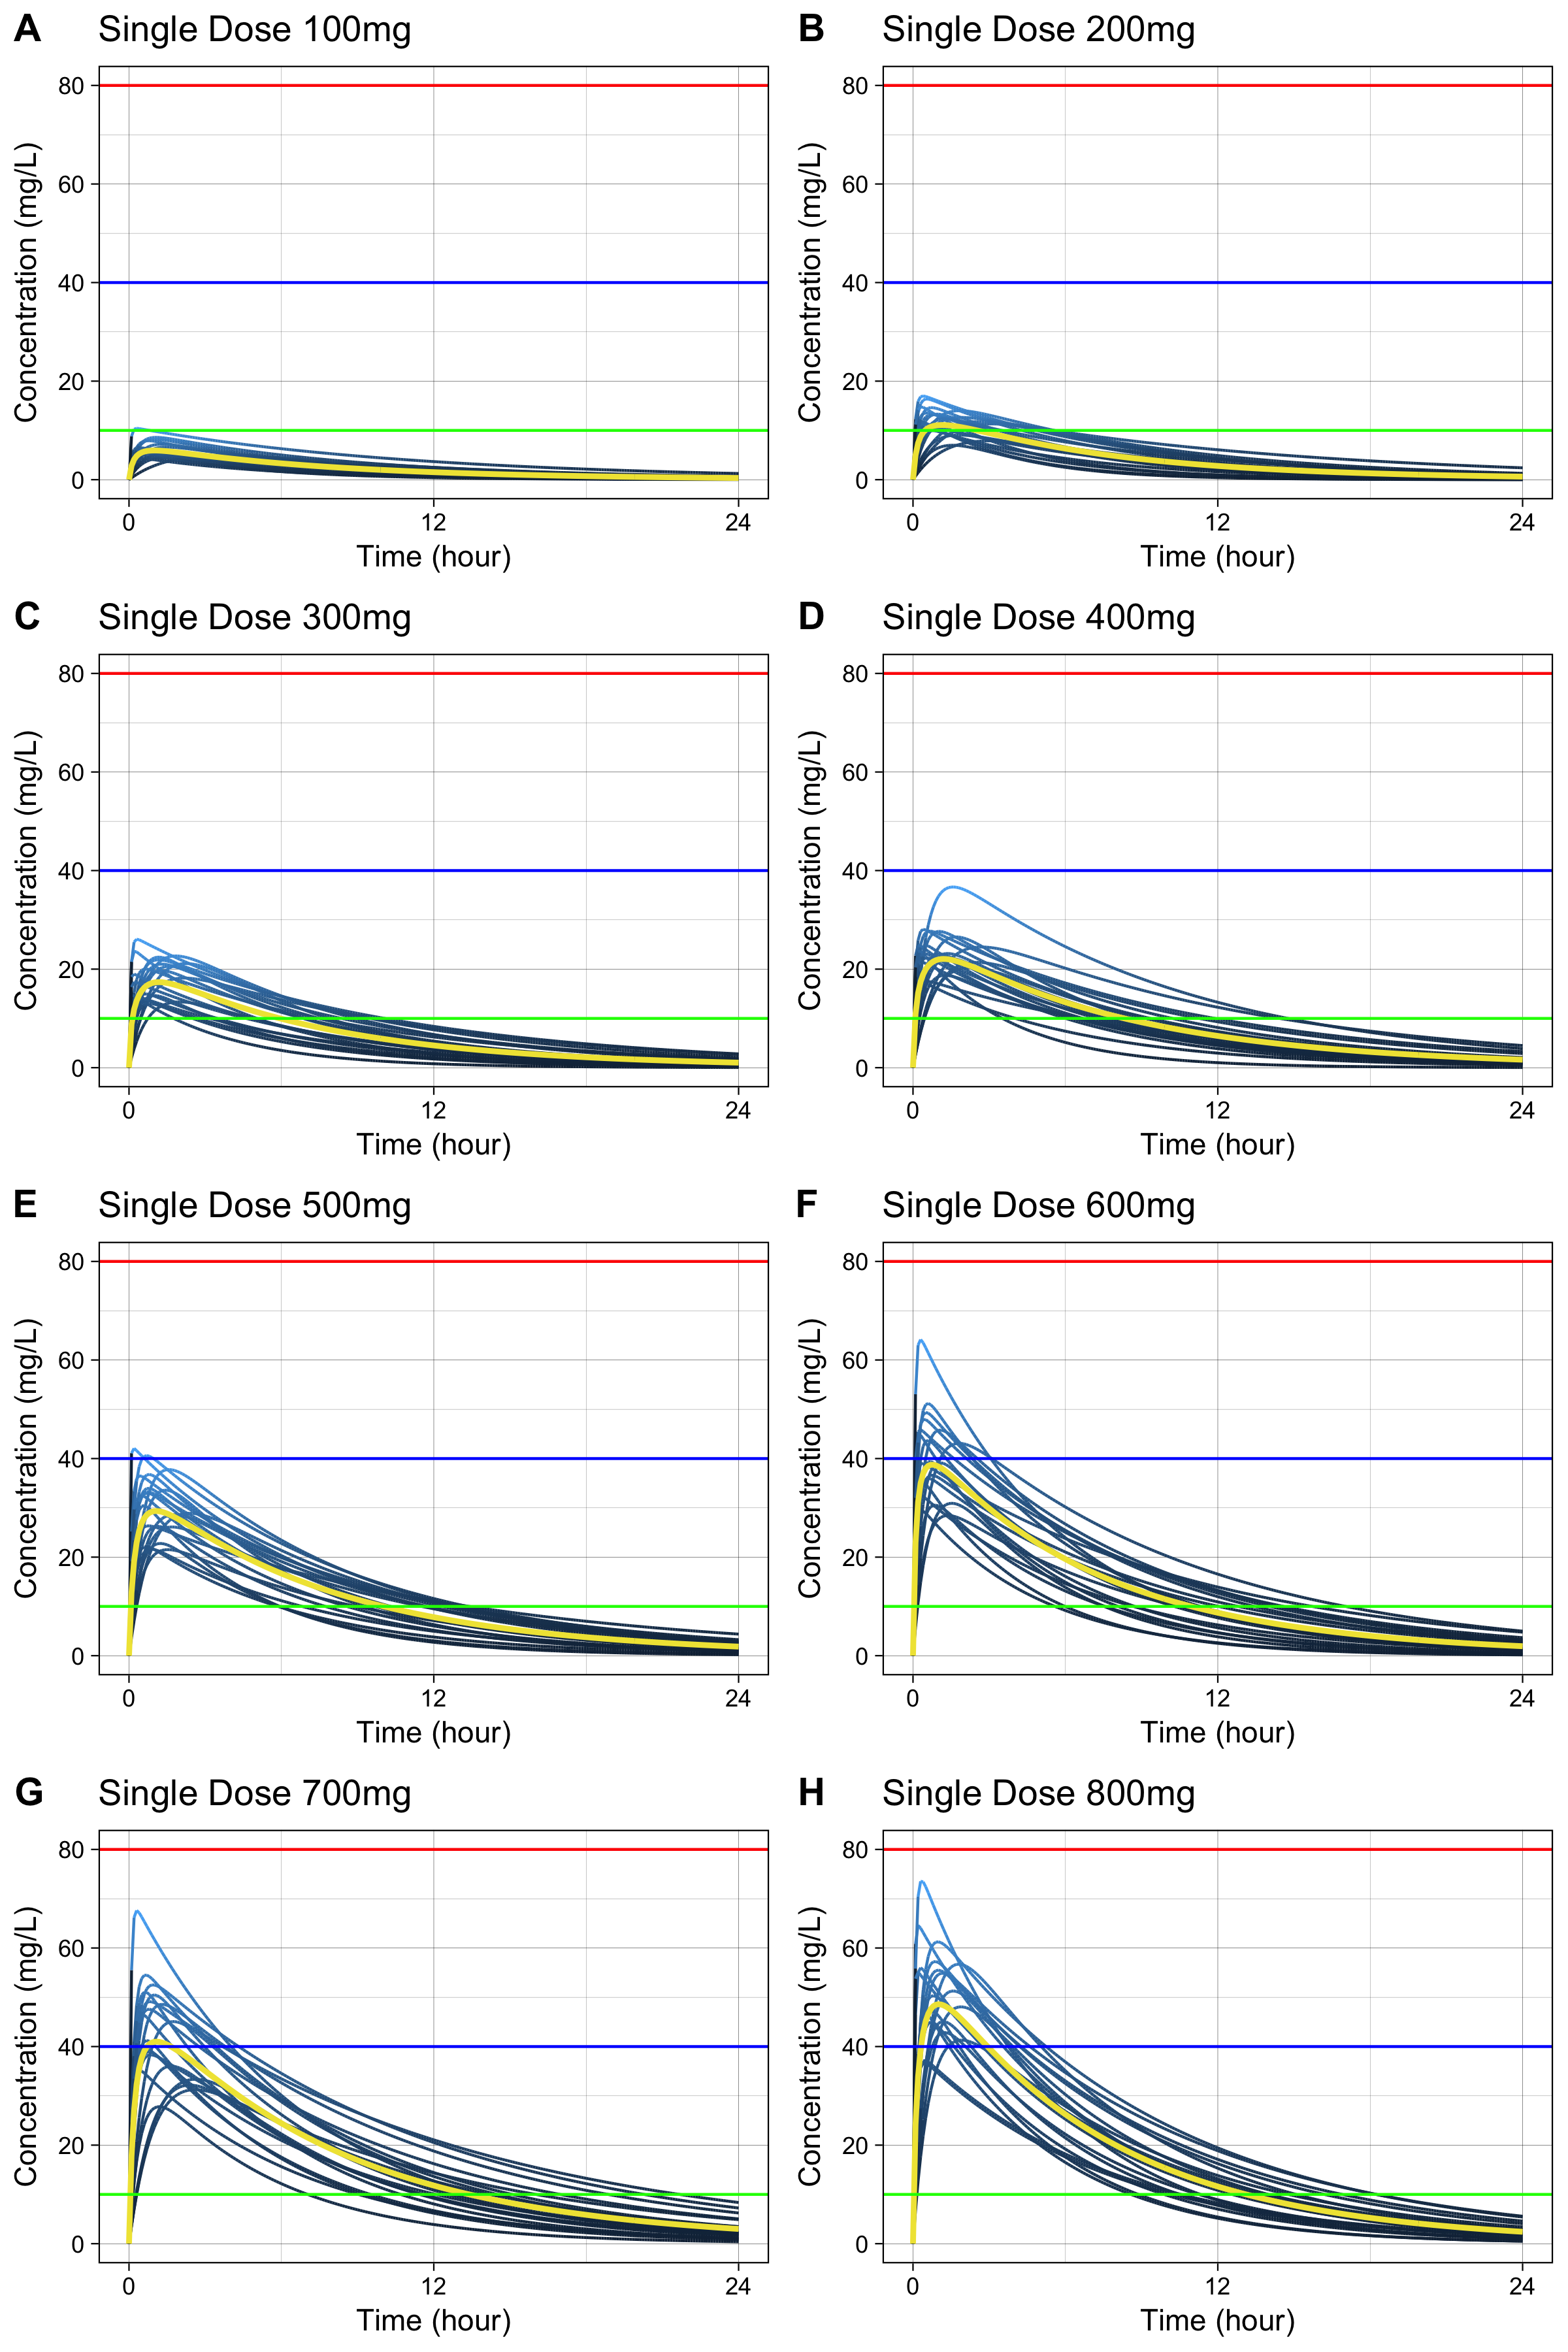 A Single Dose 100mg
B Single Dose 200mg
80
60
40
20
0
Concentration (mg/L)
0 12 24
Time (hour)
80
60
40
20
0
Concentration (mg/L)
0 12 24
Time (hour)
C Single Dose 300mg
D Single Dose 400mg
80
60
40
20
0
Concentration (mg/L)
0 12 24
Time (hour)
80
60
40
20
0
Concentration (mg/L)
0 12 24
Time (hour)
E Single Dose 500mg
F Single Dose 600mg
80
60
40
20
0
Concentration (mg/L)
0 12 24
Time (hour)
80
60
40
20
0
Concentration (mg/L)
0 12 24
Time (hour)
G Single Dose 700mg
H Single Dose 800mg
80
60
40
20
0
Concentration (mg/L)
0 12 24
Time (hour)
80
60
40
20
0
Concentration (mg/L)
0 12 24
Time (hour)